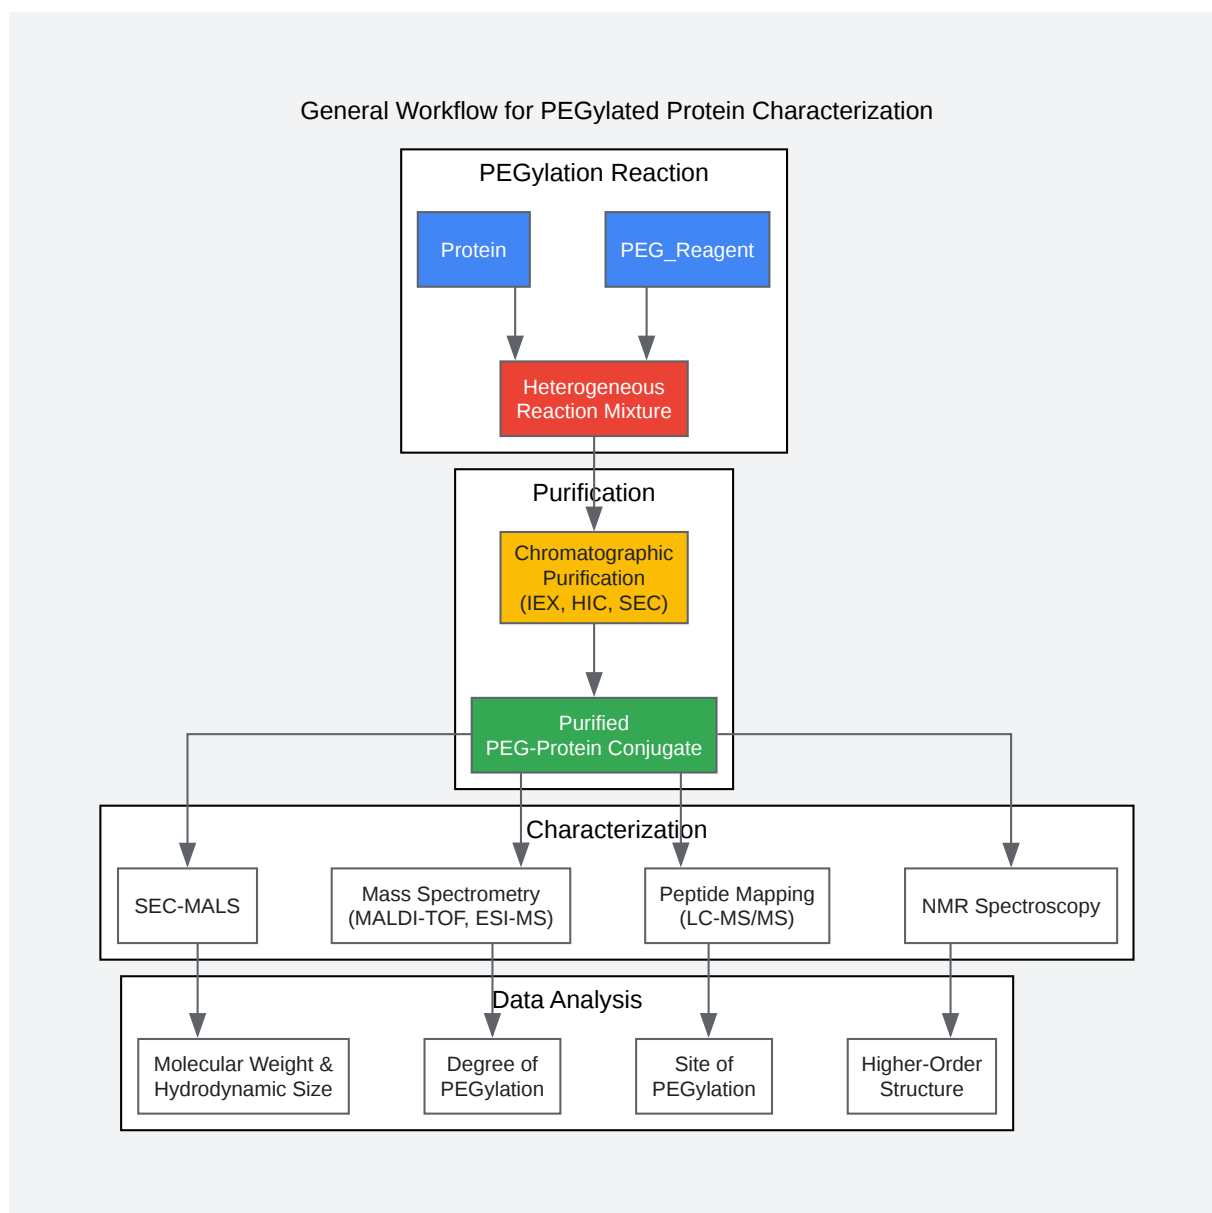 General Workflow for PEGylated Protein Characterization
PEGylation Reaction
Protein
PEG_Reagent
Heterogeneous
Reaction Mixture
Purification
Chromatographic
Purification
(IEX, HIC, SEC)
Purified
PEG-Protein Conjugate
Characterization
SEC-MALS
Mass Spectrometry
(MALDI-TOF, ESI-MS)
Peptide Mapping
(LC-MS/MS)
NMR Spectroscopy
Data Analysis
Molecular Weight &
Hydrodynamic Size
Degree of
PEGylation
Site of
PEGylation
Higher-Order
Structure